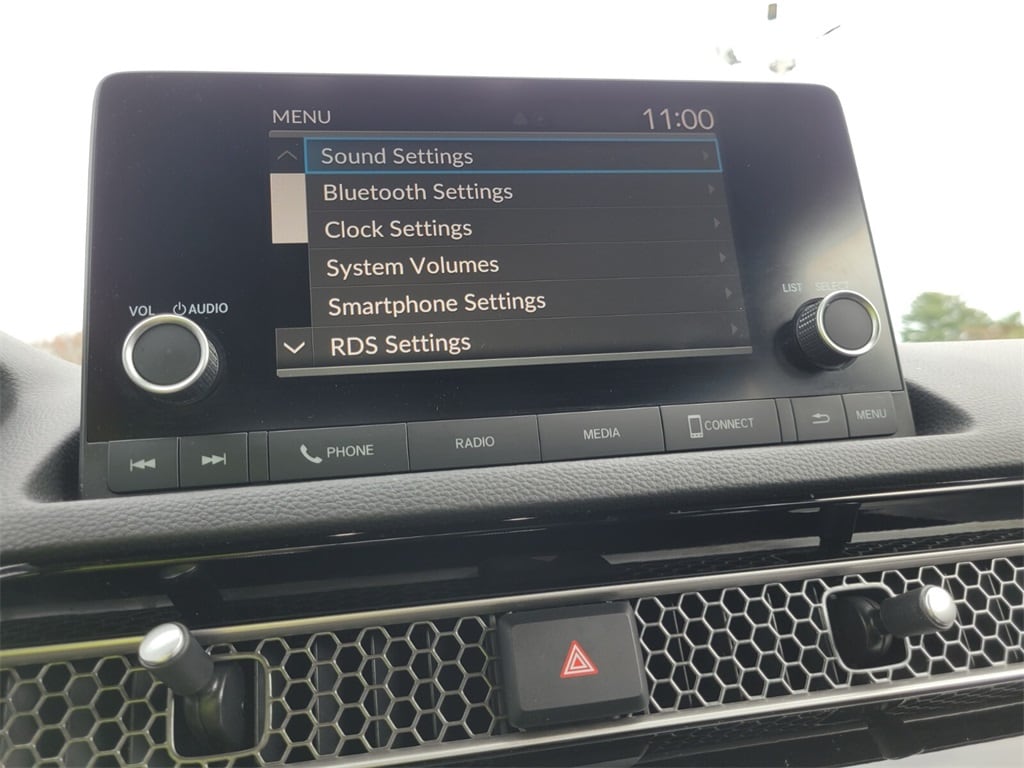 MENU 11:00
Sound Settings
Bluetooth Settings
Clock Settings
System Volumes
Smartphone Settings
RDS Settings
VOL AUDIO
LIST SELECT
PHONE
RADIO
MEDIA
CONNECT
MENU